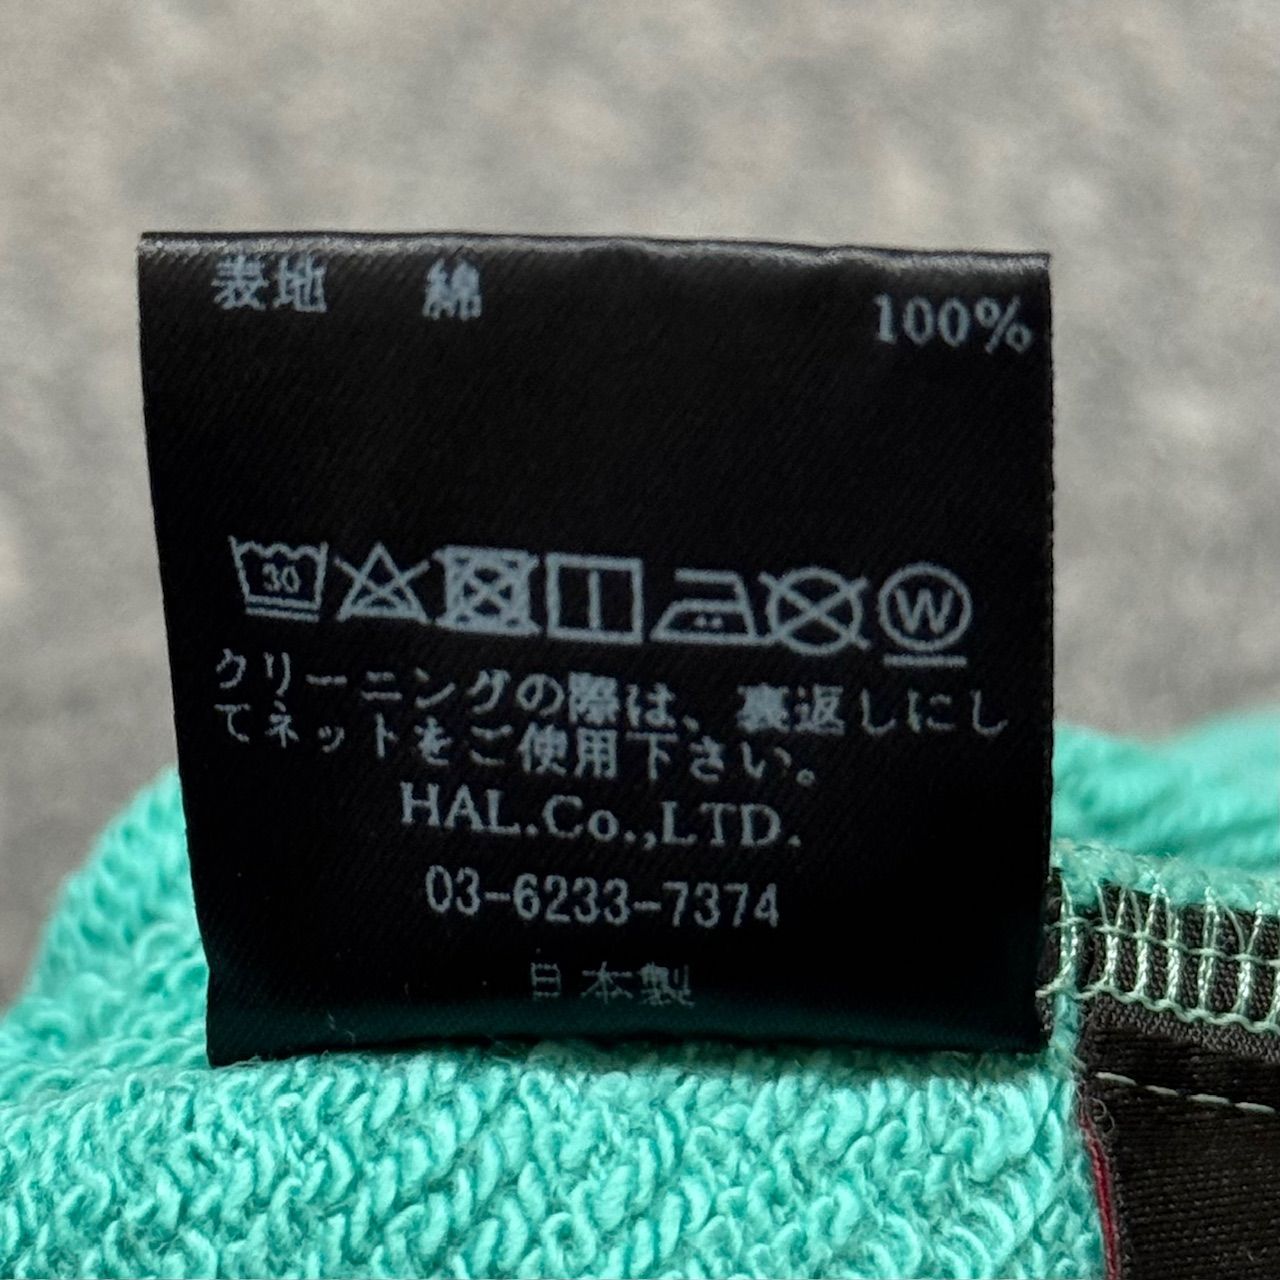 表地 綿 100%
30 W
クリーニングの際は、裏返しにし
てネットをご使用下さい。
HAL.Co.,LTD.
03-6233-7374
日本製